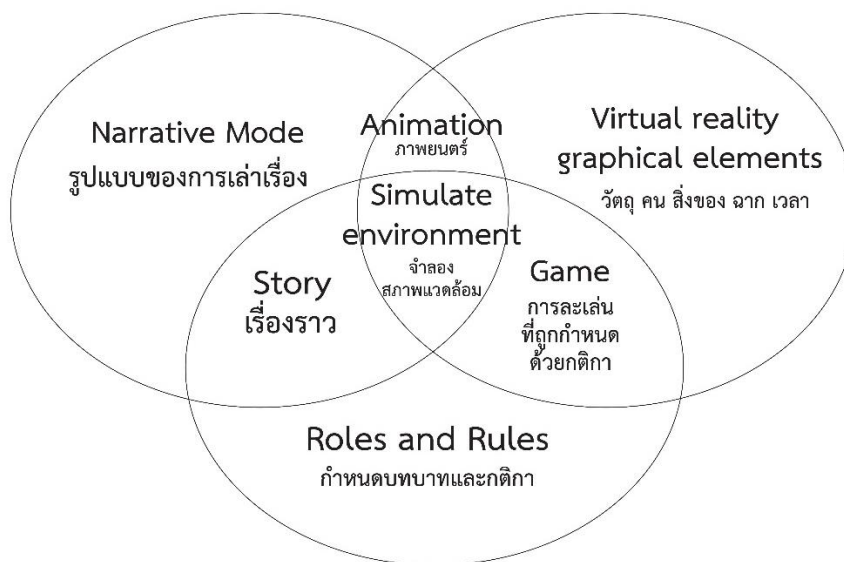 Narrative Mode
รูปแบบของการเล่าเรื่อง
Animation
ภาพยนตร์
Virtual reality
graphical elements
วัตถุ คน สิ่งของ ฉาก เวลา
Simulate
environment
จำลอง
สภาพแวดล้อม
Story
เรื่องราว
Game
การละเล่น
ที่ถูกกำหนด
ด้วยกติกา
Roles and Rules
กำหนดบทบาทและกติกา